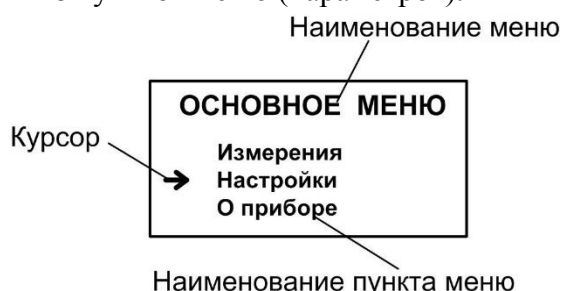 Наименование меню
ОСНОВНОЕ МЕНЮ
Курсор
Измерения
Настройки
О приборе
Наименование пункта меню